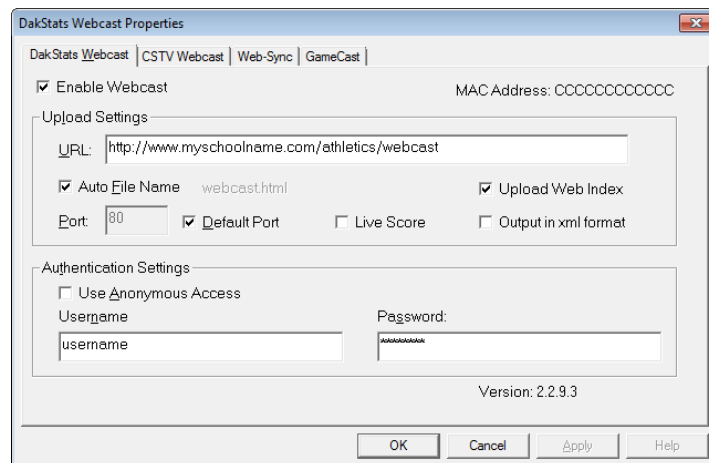 DakStats Webcast Properties
DakStats Webcast CSTV Webcast Web-Sync GameCast
Enable Webcast MAC Address: CCCCCCCCCCCC
Upload Settings
URL: http://www.myschoolname.com/athletics/webcast
Auto File Name webcast.html Upload Web Index
Port: 80 Default Port Live Score Output in xml format
Authentication Settings
Use Anonymous Access
Username Password:
username ********
Version: 2.2.9.3
OK Cancel Apply Help